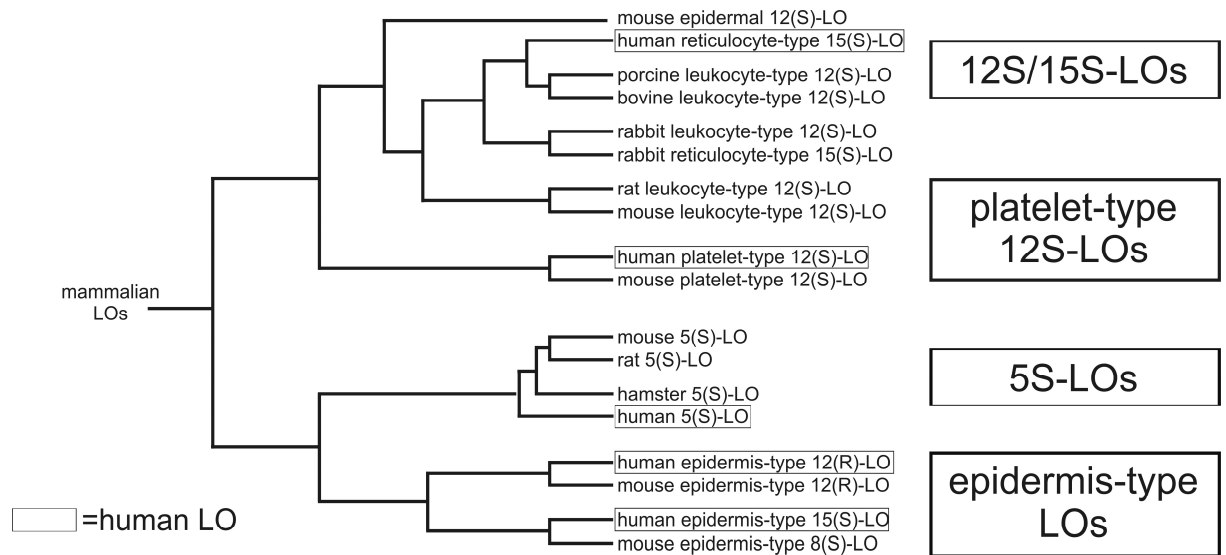 mouse epidermal 12(S)-LO
human reticulocyte-type 15(S)-LO
porcine leukocyte-type 12(S)-LO
bovine leukocyte-type 12(S)-LO
rabbit leukocyte-type 12(S)-LO
rabbit reticulocyte-type 15(S)-LO
rat leukocyte-type 12(S)-LO
mouse leukocyte-type 12(S)-LO
human platelet-type 12(S)-LO
mouse platelet-type 12(S)-LO
mammalian
LOs
mouse 5(S)-LO
rat 5(S)-LO
hamster 5(S)-LO
human 5(S)-LO
human epidermis-type 12(R)-LO
mouse epidermis-type 12(R)-LO
human epidermis-type 15(S)-LO
mouse epidermis-type 8(S)-LO
12S/15S-LOs
platelet-type
12S-LOs
5S-LOs
epidermis-type
LOs
=human LO